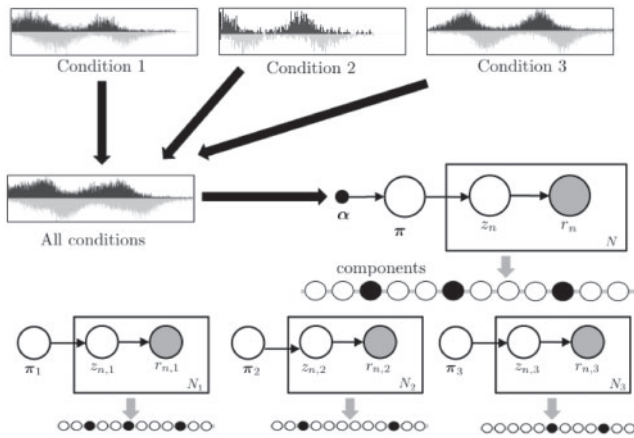 Condition 1
Condition 2
Condition 3
All conditions
α
π
z_n
r_n
N
components
π_1
z_{n,1}
r_{n,1}
N_1
π_2
z_{n,2}
r_{n,2}
N_2
π_3
z_{n,3}
r_{n,3}
N_3